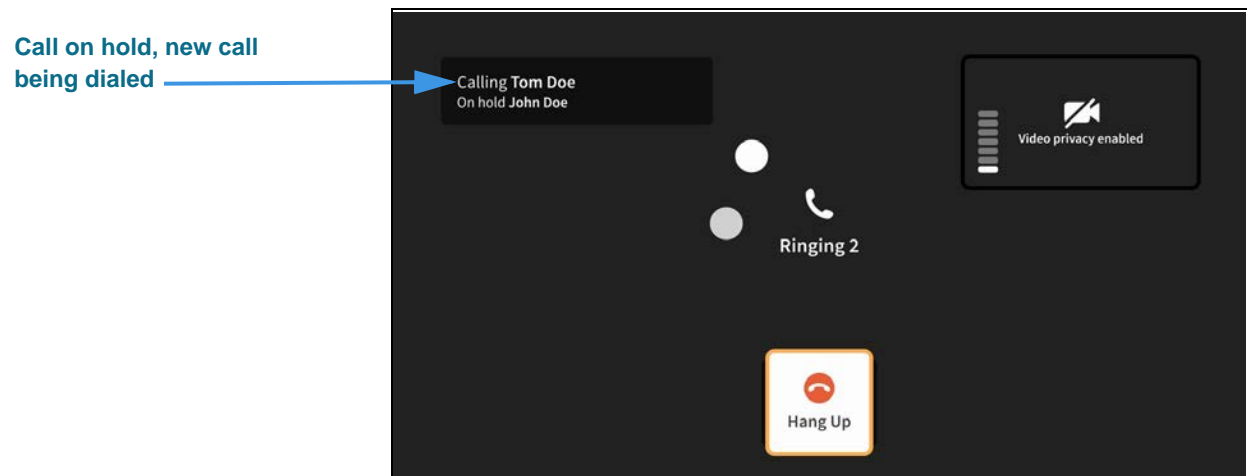 Call on hold, new call
being dialed
Calling Tom Doe
On hold John Doe
Video privacy enabled
Ringing 2
Hang Up